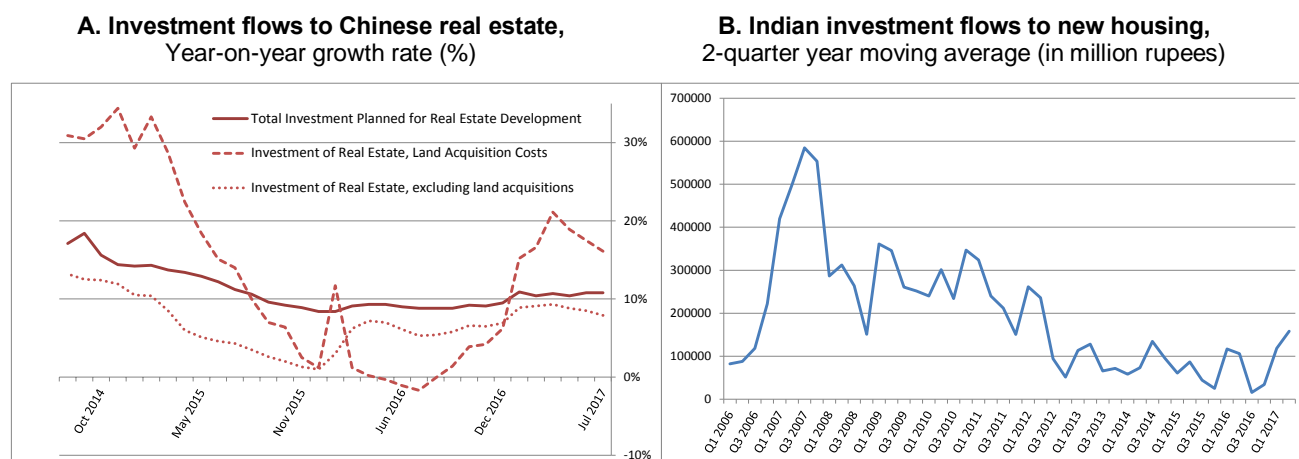 A. Investment flows to Chinese real estate,
Year-on-year growth rate (%)
Total Investment Planned for Real Estate Development
Investment of Real Estate, Land Acquisition Costs
Investment of Real Estate, excluding land acquisitions
30%
20%
10%
0%
-10%
Oct 2014
May 2015
Nov 2015
Jun 2016
Dec 2016
Jul 2017
B. Indian investment flows to new housing,
2-quarter year moving average (in million rupees)
700000
600000
500000
400000
300000
200000
100000
0
Q1 2006
Q3 2006
Q1 2007
Q3 2007
Q1 2008
Q3 2008
Q1 2009
Q3 2009
Q1 2010
Q3 2010
Q1 2011
Q3 2011
Q1 2012
Q3 2012
Q1 2013
Q3 2013
Q1 2014
Q3 2014
Q1 2015
Q3 2015
Q1 2016
Q3 2016
Q1 2017